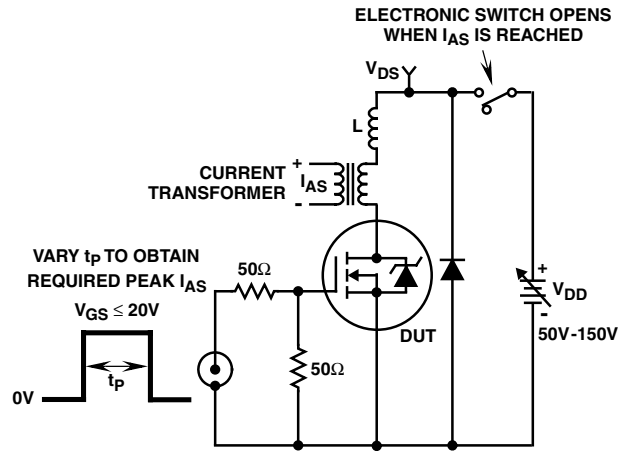 ELECTRONIC SWITCH OPENS
WHEN IAS IS REACHED
VDS
L
CURRENT
TRANSFORMER
+
IAS
-
VARY tP TO OBTAIN
REQUIRED PEAK IAS
VGS ≤ 20V
50Ω
50Ω
DUT
+
VDD
-
50V-150V
0V
tP